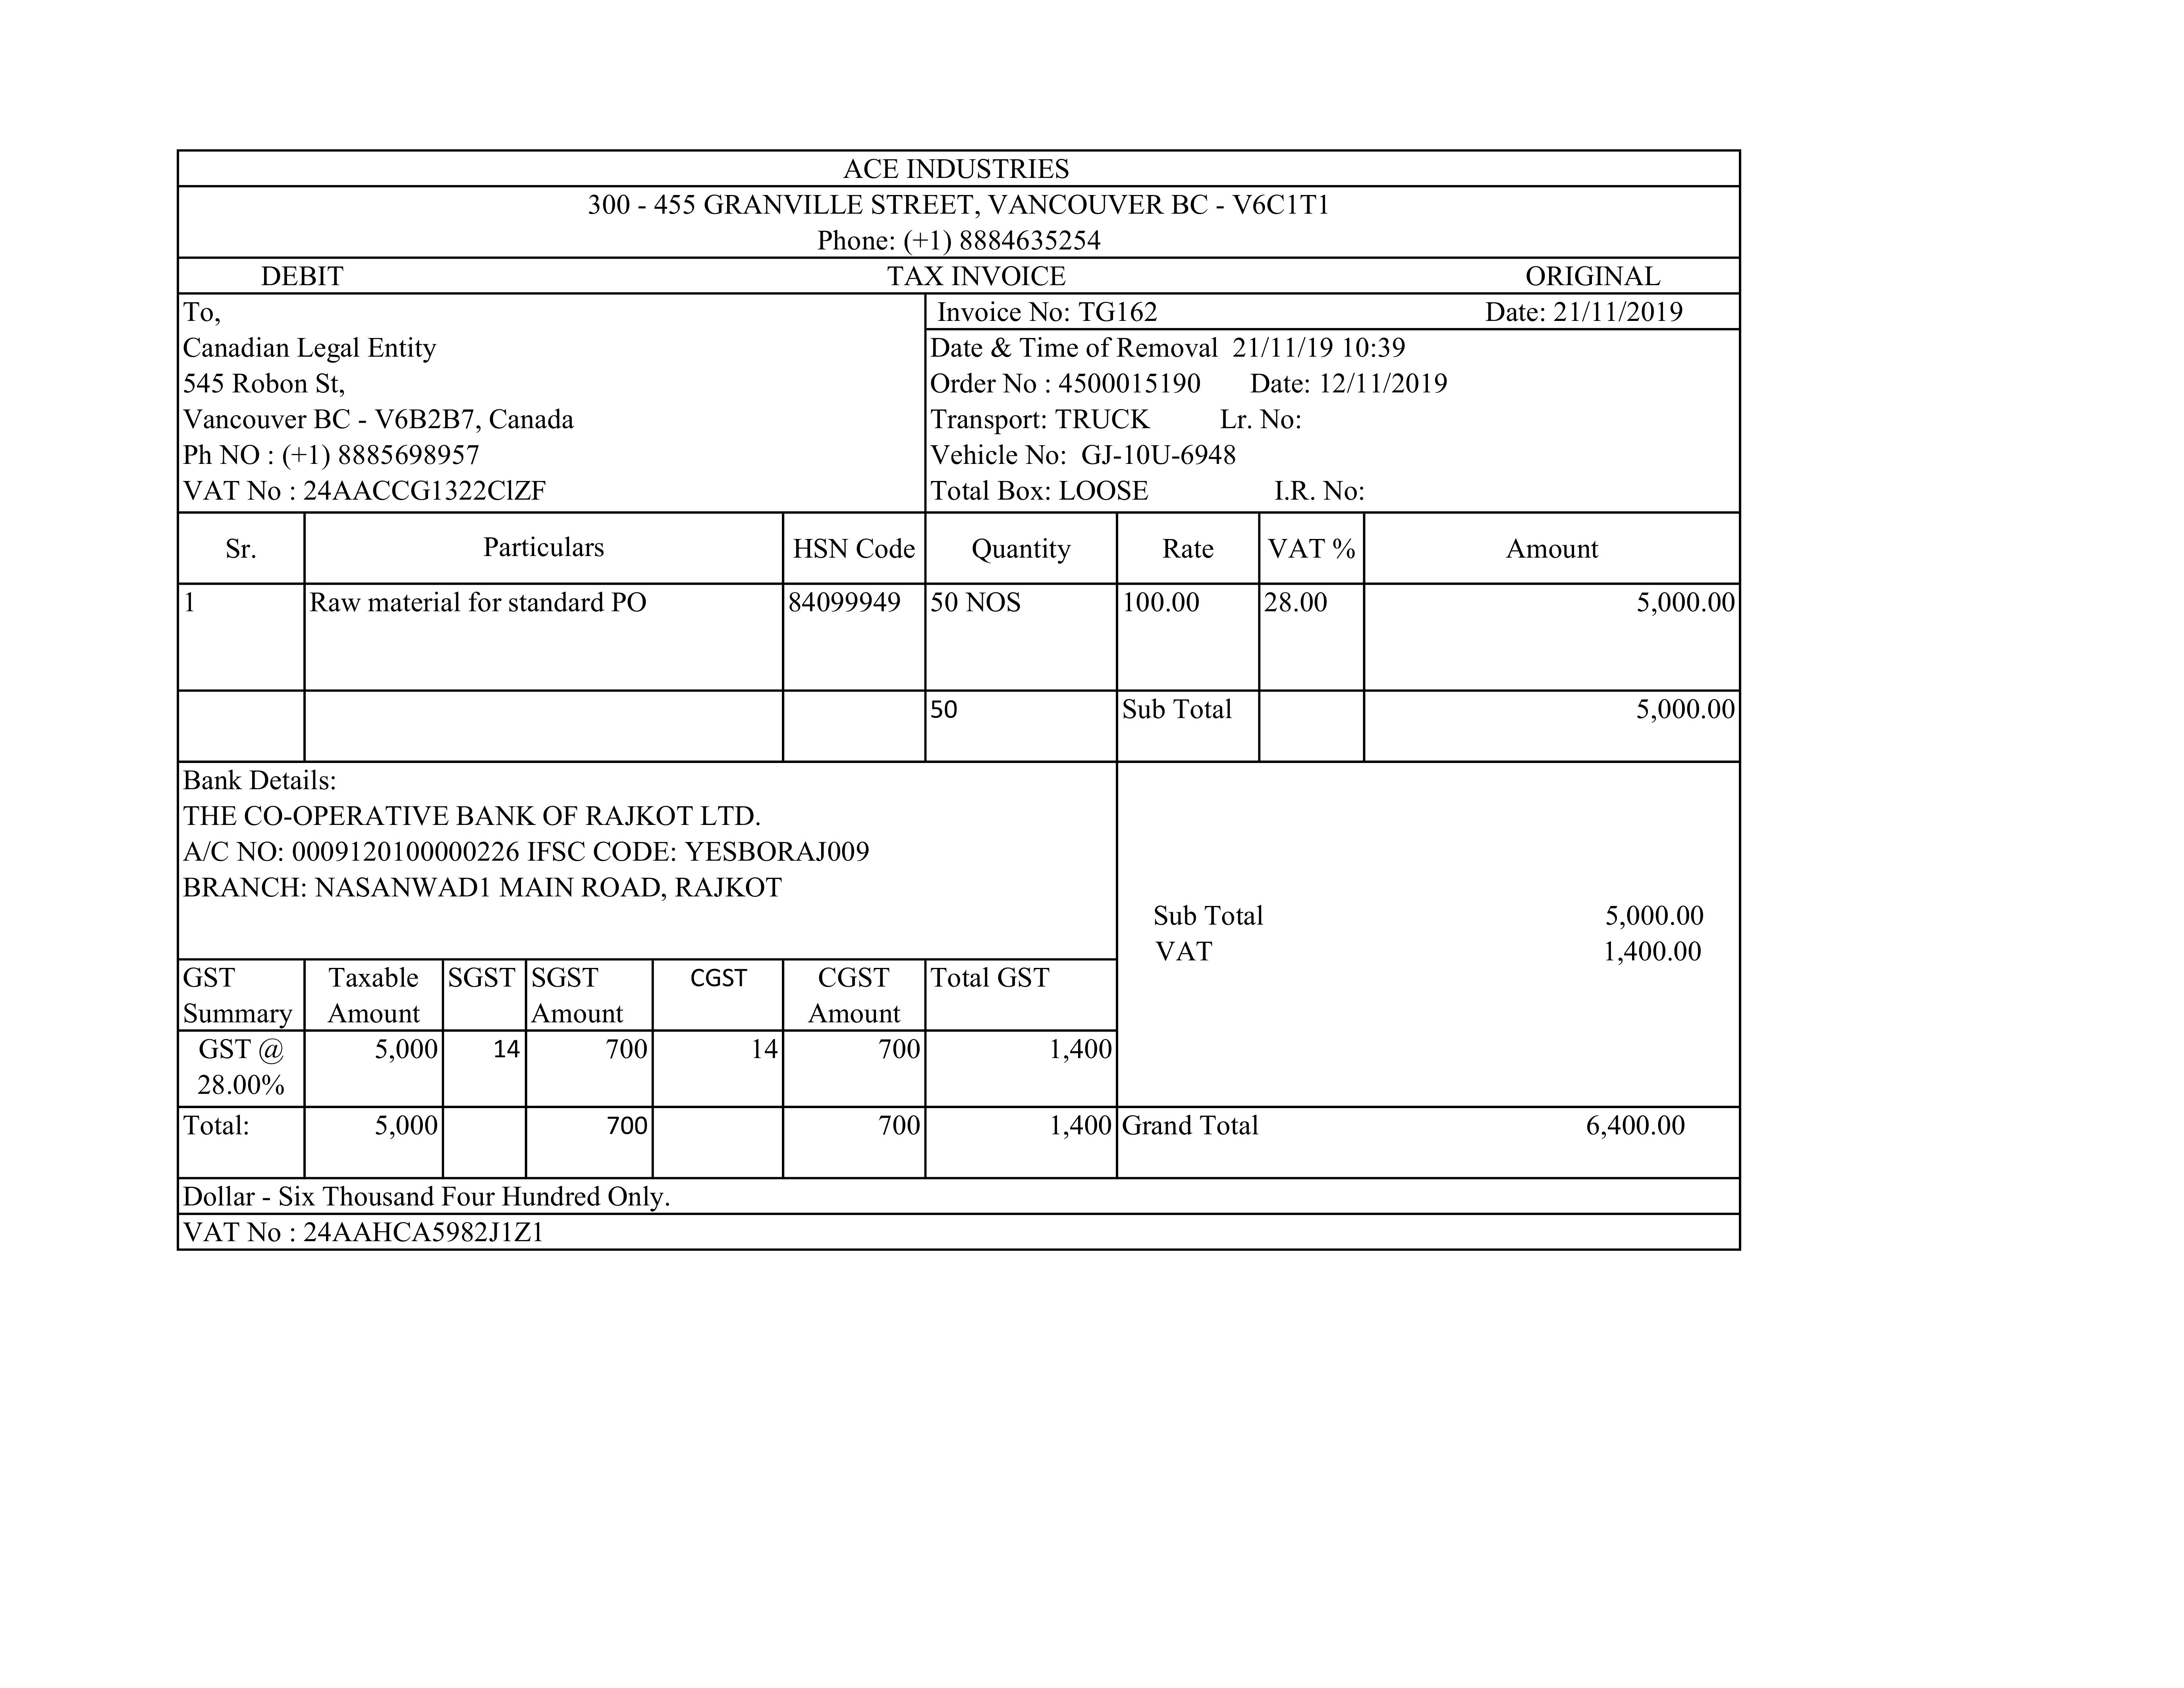 ACE INDUSTRIES
300 - 455 GRANVILLE STREET, VANCOUVER BC - V6C1T1
Phone: (+1) 8884635254
DEBIT TAX INVOICE ORIGINAL
To,
Canadian Legal Entity
545 Robon St,
Vancouver BC - V6B2B7, Canada
Ph NO : (+1) 8885698957
VAT No : 24AACCG1322ClZF
Invoice No: TG162 Date: 21/11/2019
Date & Time of Removal 21/11/19 10:39
Order No : 4500015190 Date: 12/11/2019
Transport: TRUCK Lr. No:
Vehicle No: GJ-10U-6948
Total Box: LOOSE I.R. No:
Sr. Particulars HSN Code Quantity Rate VAT % Amount
1 Raw material for standard PO 84099949 50 NOS 100.00 28.00 5,000.00
50 Sub Total 5,000.00
Bank Details:
THE CO-OPERATIVE BANK OF RAJKOT LTD.
A/C NO: 0009120100000226 IFSC CODE: YESBORAJ009
BRANCH: NASANWAD1 MAIN ROAD, RAJKOT
Sub Total 5,000.00
VAT 1,400.00
GST Taxable SGST SGST CGST CGST Total GST
Summary Amount Amount Amount
GST @ 5,000 14 700 14 700 1,400
28.00%
Total: 5,000 700 700 1,400 Grand Total 6,400.00
Dollar - Six Thousand Four Hundred Only.
VAT No : 24AAHCA5982J1Z1